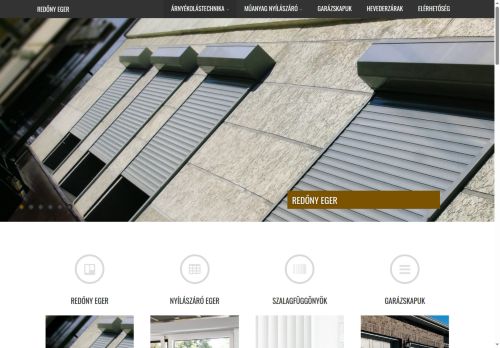 REDŐNY EGER
ÁRNYÉKOLÁSTECHNIKA
MŰANYAG NYÍLÁSZÁRÓ
GARÁZSKAPUK
HEVEDERZÁRAK
ELÉRHETŐSÉG
REDŐNY EGER
REDŐNY EGER
NYÍLÁSZÁRÓ EGER
SZALAGFÜGGÖNYÖK
GARÁZSKAPUK